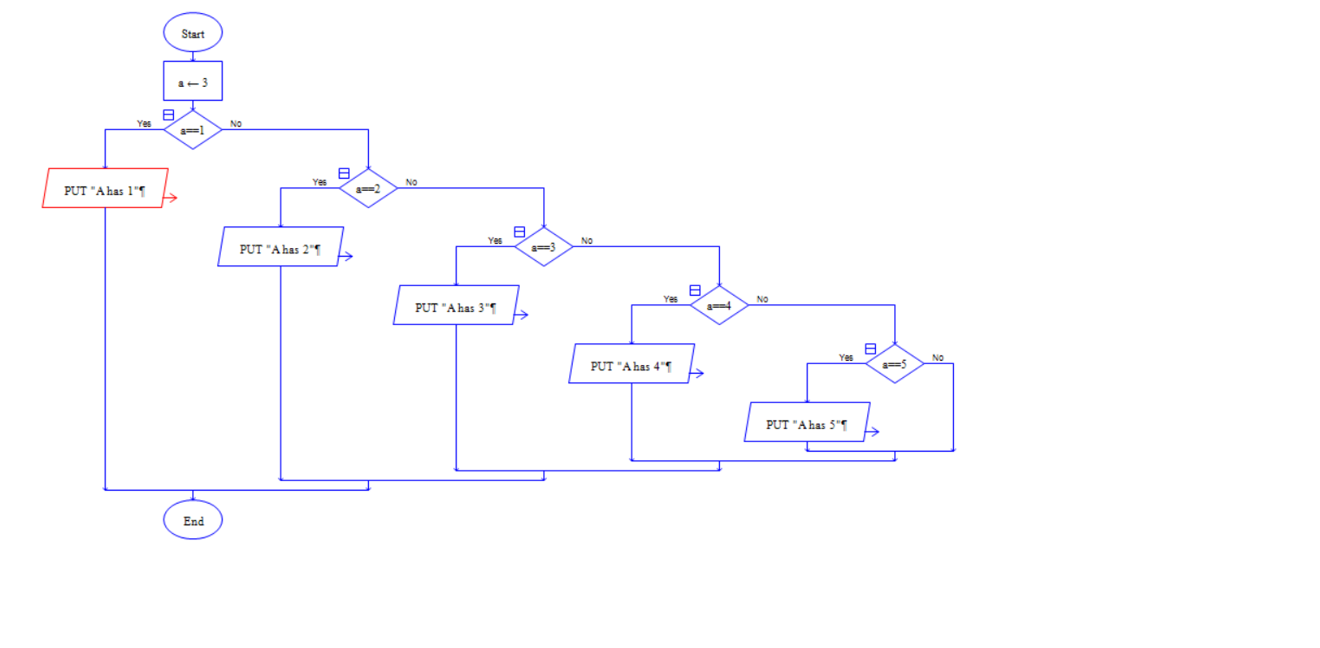 Start
a ← 3
Yes
a==1
No
PUT "A has 1"¶
Yes
a==2
No
PUT "A has 2"¶
Yes
a==3
No
PUT "A has 3"¶
Yes
a==4
No
PUT "A has 4"¶
Yes
a==5
No
PUT "A has 5"¶
End